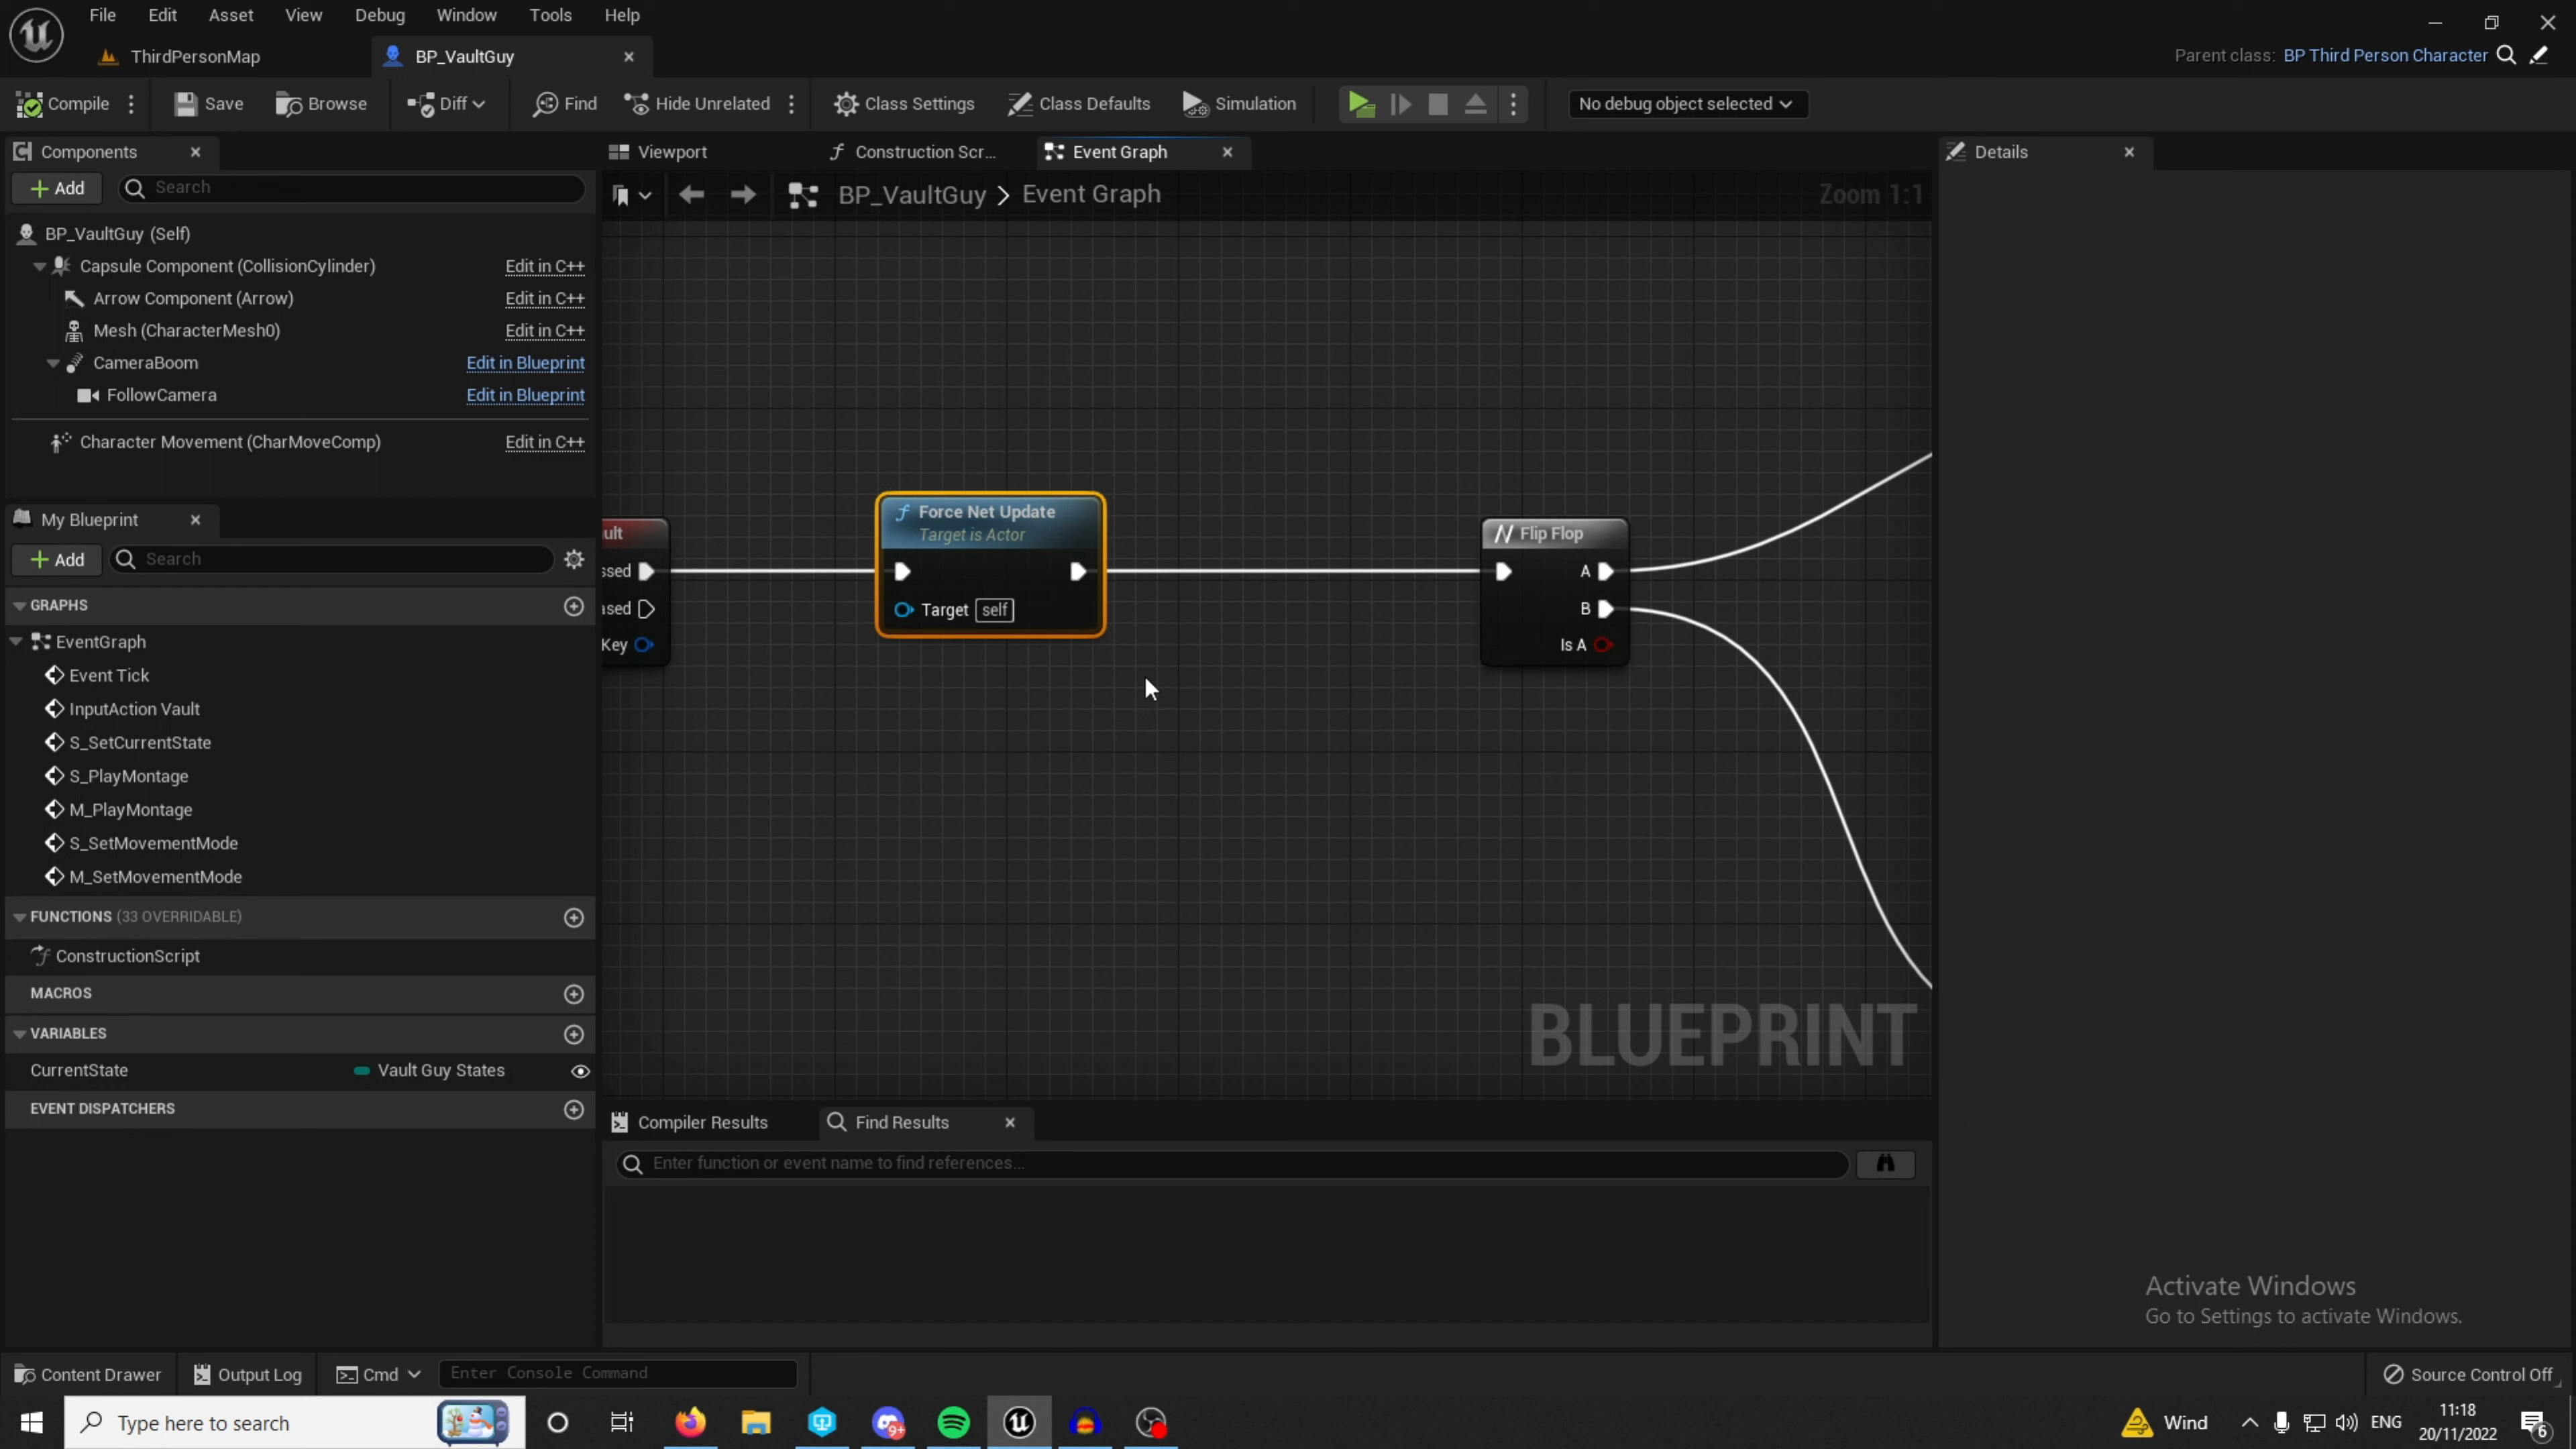 File Edit Asset View Debug Window Tools Help
ThirdPersonMap
BP_VaultGuy
Parent class: BP Third Person Character
Compile
Save
Browse
Diff
Find
Hide Unrelated
Class Settings
Class Defaults
Simulation
No debug object selected
Components
Add
Search
BP_VaultGuy (Self)
Capsule Component (CollisionCylinder) Edit in C++
Arrow Component (Arrow) Edit in C++
Mesh (CharacterMesh0) Edit in C++
CameraBoom Edit in Blueprint
FollowCamera Edit in Blueprint
Character Movement (CharMoveComp) Edit in C++
My Blueprint
Add
Search
GRAPHS
EventGraph
Event Tick
InputAction Vault
S_SetCurrentState
S_PlayMontage
M_PlayMontage
S_SetMovementMode
M_SetMovementMode
FUNCTIONS (33 OVERRIDABLE)
ConstructionScript
MACROS
VARIABLES
CurrentState Vault Guy States
EVENT DISPATCHERS
Viewport
Construction Scr...
Event Graph
BP_VaultGuy > Event Graph
Zoom 1:1
ult
ssed
ased
Key
Force Net Update
Target is Actor
Target self
Flip Flop
A
B
Is A
BLUEPRINT
Compiler Results
Find Results
Enter function or event name to find references...
Details
Activate Windows
Go to Settings to activate Windows.
Content Drawer
Output Log
Cmd
Enter Console Command
Source Control Off
Type here to search
9+
Wind
ENG
11:18
20/11/2022
6